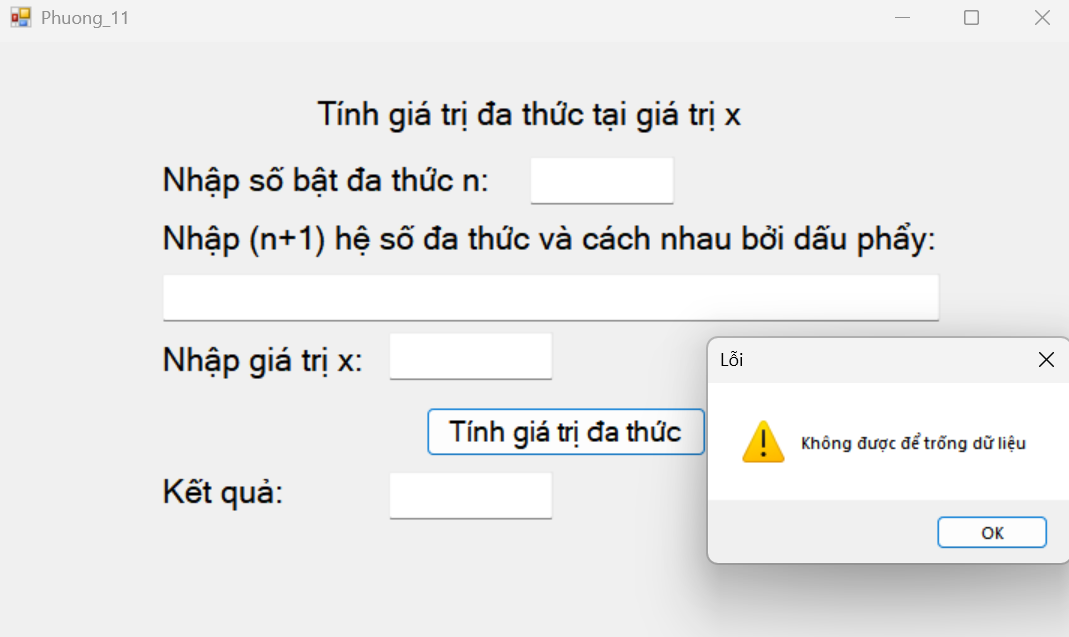 Phuong_11
Tính giá trị đa thức tại giá trị x
Nhập số bật đa thức n:
Nhập (n+1) hệ số đa thức và cách nhau bởi dấu phẩy:
Nhập giá trị x:
Lỗi
Tính giá trị đa thức
Không được để trống dữ liệu
Kết quả:
OK